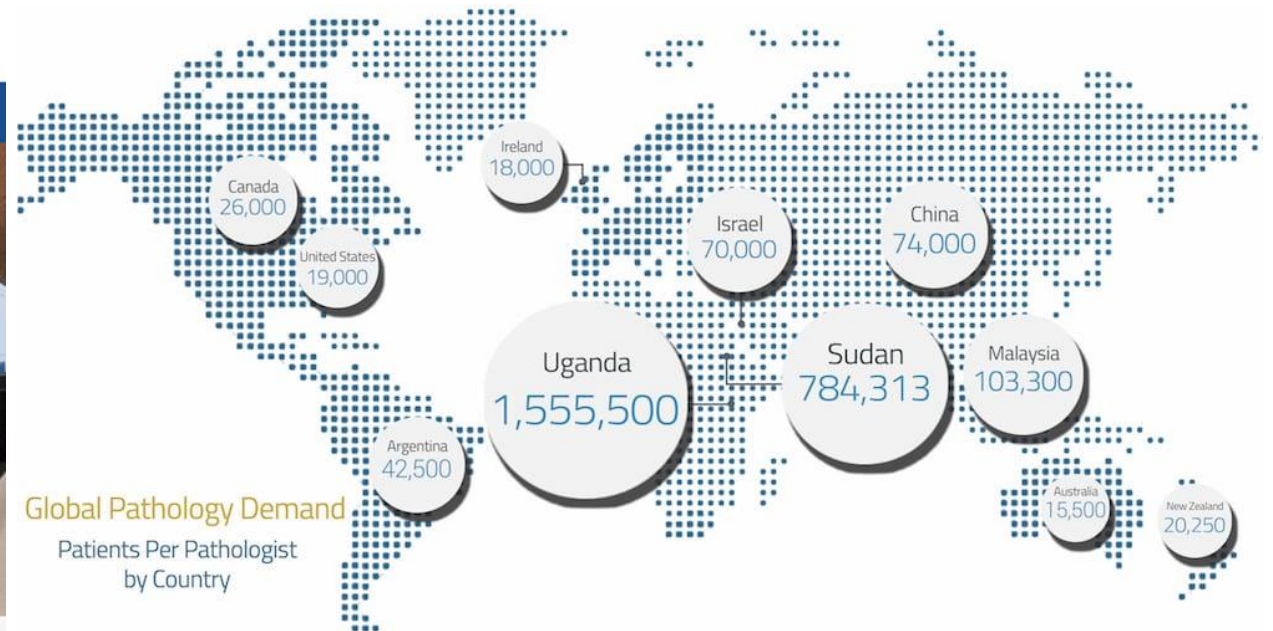 Ireland
18,000
Canada
26,000
United States
19,000
Israel
70,000
China
74,000
Uganda
1,555,500
Sudan
784,313
Malaysia
103,300
Argentina
42,500
Australia
15,500
New Zealand
20,250
Global Pathology Demand
Patients Per Pathologist
by Country